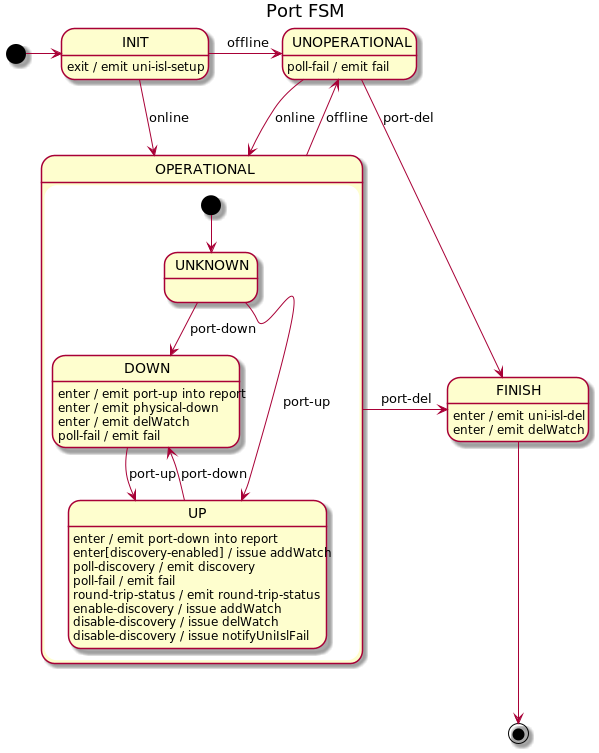 Port FSM
INIT
exit / emit uni-isl-setup
offline
UNOPERATIONAL
poll-fail / emit fail
online
online
offline
port-del
OPERATIONAL
UNKNOWN
port-down
port-up
DOWN
enter / emit port-up into report
enter / emit physical-down
enter / emit delWatch
poll-fail / emit fail
port-del
FINISH
enter / emit uni-isl-del
enter / emit delWatch
port-up
port-down
UP
enter / emit port-down into report
enter[discovery-enabled] / issue addWatch
poll-discovery / emit discovery
poll-fail / emit fail
round-trip-status / emit round-trip-status
enable-discovery / issue addWatch
disable-discovery / issue delWatch
disable-discovery / issue notifyUniIslFail